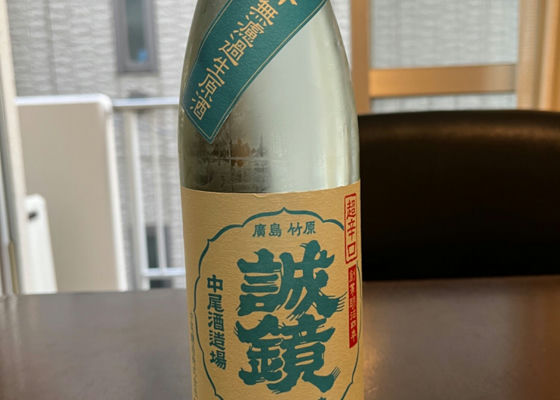 無濾過生原酒
廣島 竹原
超辛口
誠鏡
中尾酒造場